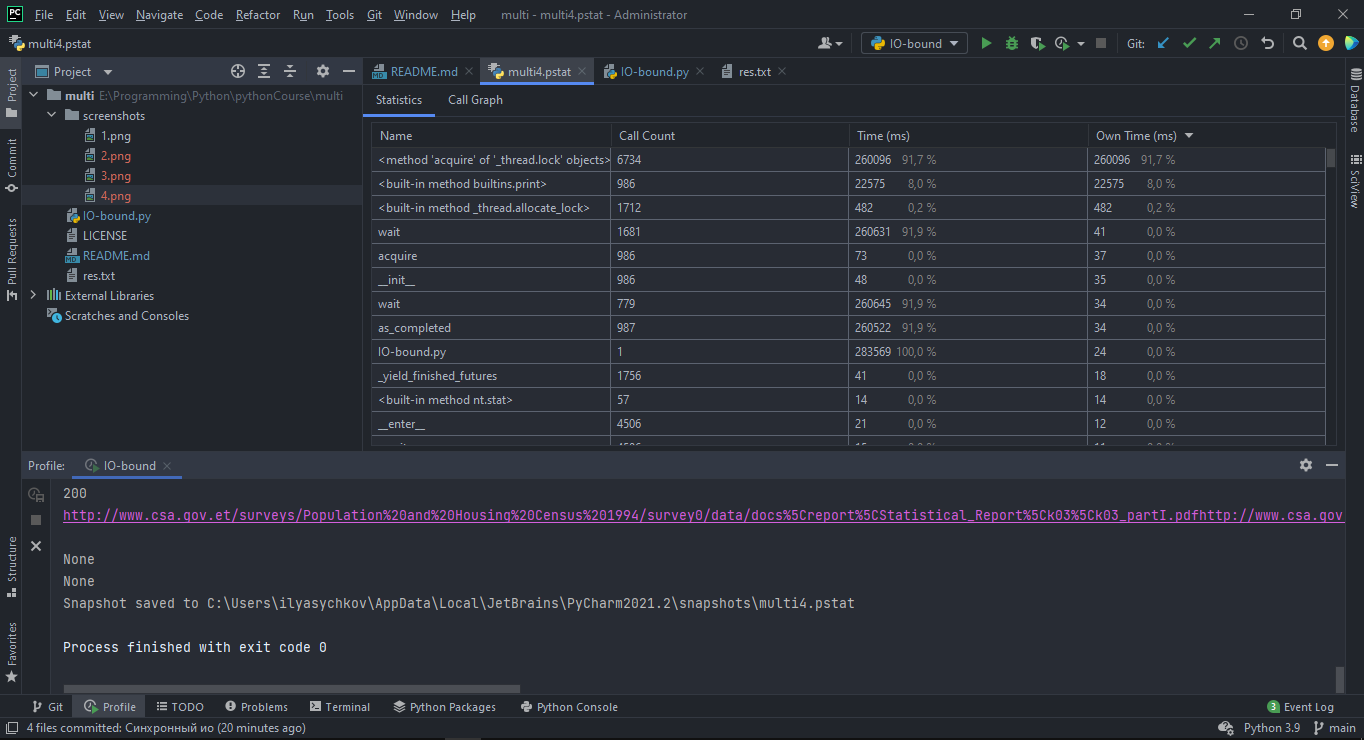 PC File Edit View Navigate Code Refactor Run Tools Git Window Help multi - multi4.pstat - Administrator
multi4.pstat IO-bound Git:
Project README.md multi4.pstat IO-bound.py res.txt
Statistics Call Graph
multi E:\Programming\Python\pythonCourse\multi
screenshots
1.png
2.png
3.png
4.png
IO-bound.py
LICENSE
README.md
res.txt
External Libraries
Scratches and Consoles
Name Call Count Time (ms) Own Time (ms)
<method 'acquire' of '_thread.lock' objects> 6734 260096 91,7 % 260096 91,7 %
<built-in method builtins.print> 986 22575 8,0 % 22575 8,0 %
<built-in method _thread.allocate_lock> 1712 482 0,2 % 482 0,2 %
wait 1681 260631 91,9 % 41 0,0 %
acquire 986 73 0,0 % 37 0,0 %
__init__ 986 48 0,0 % 35 0,0 %
wait 779 260645 91,9 % 34 0,0 %
as_completed 987 260522 91,9 % 34 0,0 %
IO-bound.py 1 283569 100,0 % 24 0,0 %
_yield_finished_futures 1756 41 0,0 % 18 0,0 %
<built-in method nt.stat> 57 14 0,0 % 14 0,0 %
__enter__ 4506 21 0,0 % 12 0,0 %
Project
Commit
Pull Requests
Structure
Favorites
Database
SciView
Profile: IO-bound
200
http://www.csa.gov.et/surveys/Population%20and%20Housing%20Census%201994/survey0/data/docs%5Creport%5CStatistical_Report%5Ck03%5Ck03_partI.pdfhttp://www.csa.gov
None
None
Snapshot saved to C:\Users\ilyasychkov\AppData\Local\JetBrains\PyCharm2021.2\snapshots\multi4.pstat
Process finished with exit code 0
Git Profile TODO Problems Terminal Python Packages Python Console 3 Event Log
4 files committed: Синхронный ио (20 minutes ago) Python 3.9 main